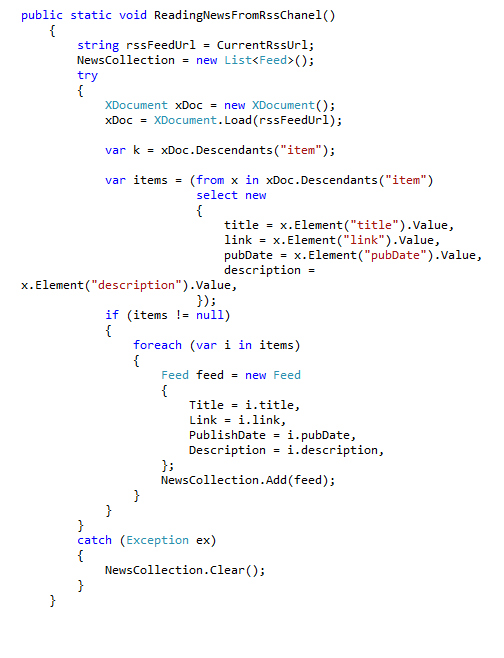 public static void ReadingNewsFromRssChanel()
{
string rssFeedUrl = CurrentRssUrl;
NewsCollection = new List<Feed>();
try
{
XDocument xDoc = new XDocument();
xDoc = XDocument.Load(rssFeedUrl);
var k = xDoc.Descendants("item");
var items = (from x in xDoc.Descendants("item")
select new
{
title = x.Element("title").Value,
link = x.Element("link").Value,
pubDate = x.Element("pubDate").Value,
description =
x.Element("description").Value,
});
if (items != null)
{
foreach (var i in items)
{
Feed feed = new Feed
{
Title = i.title,
Link = i.link,
PublishDate = i.pubDate,
Description = i.description,
};
NewsCollection.Add(feed);
}
}
}
catch (Exception ex)
{
NewsCollection.Clear();
}
}